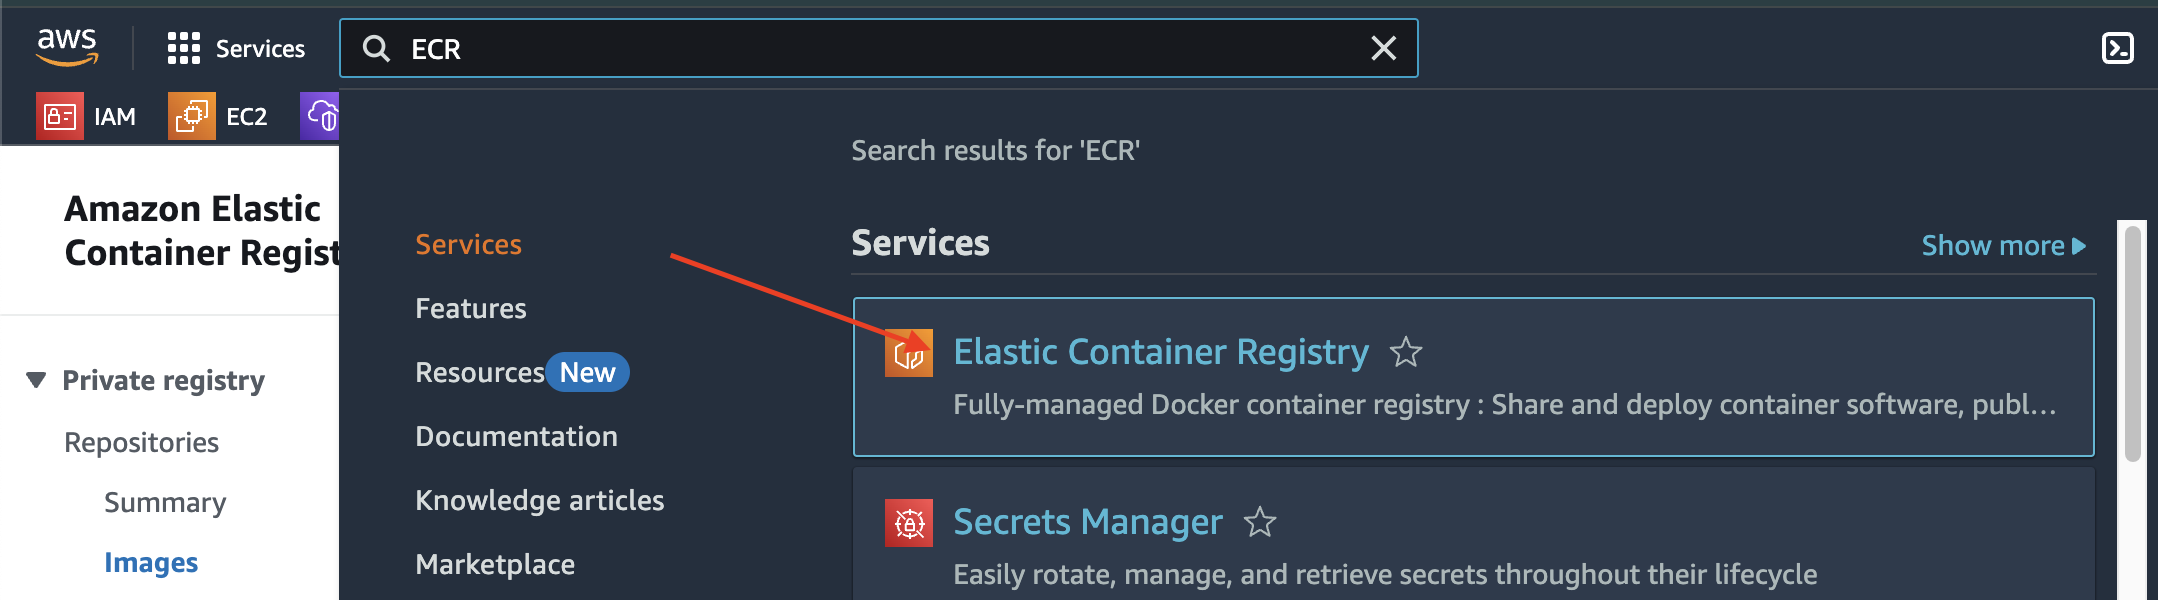 aws
Services
ECR
IAM
EC2
Search results for 'ECR'
Amazon Elastic
Container Regist
Private registry
Repositories
Summary
Images
Services
Features
Resources New
Documentation
Knowledge articles
Marketplace
Services
Show more
Elastic Container Registry
Fully-managed Docker container registry : Share and deploy container software, publ...
Secrets Manager
Easily rotate, manage, and retrieve secrets throughout their lifecycle